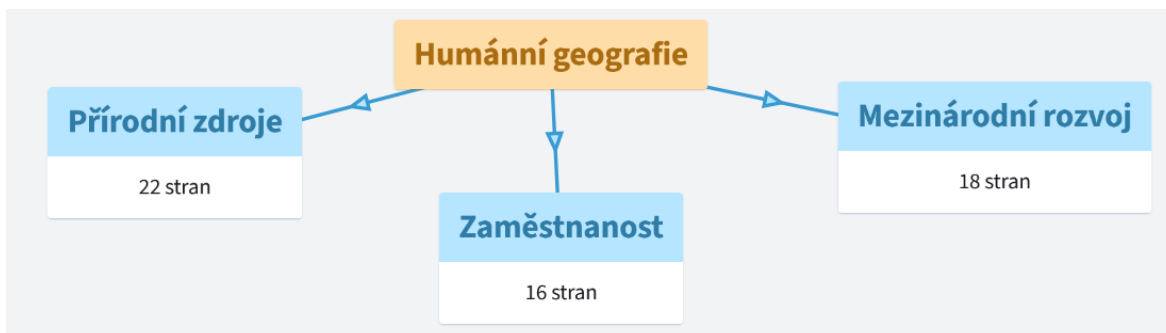 Humánní geografie
Přírodní zdroje
22 stran
Zaměstnanost
16 stran
Mezinárodní rozvoj
18 stran